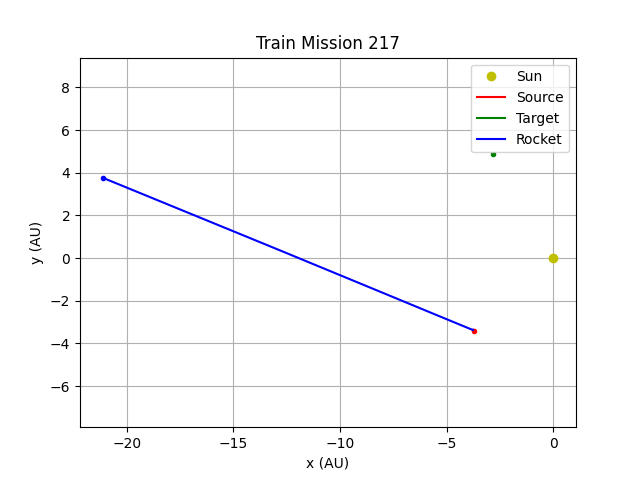 Train Mission 217
Sun
Source
Target
Rocket
y (AU)
8
6
4
2
0
−2
−4
−6
−20 −15 −10 −5 0
x (AU)